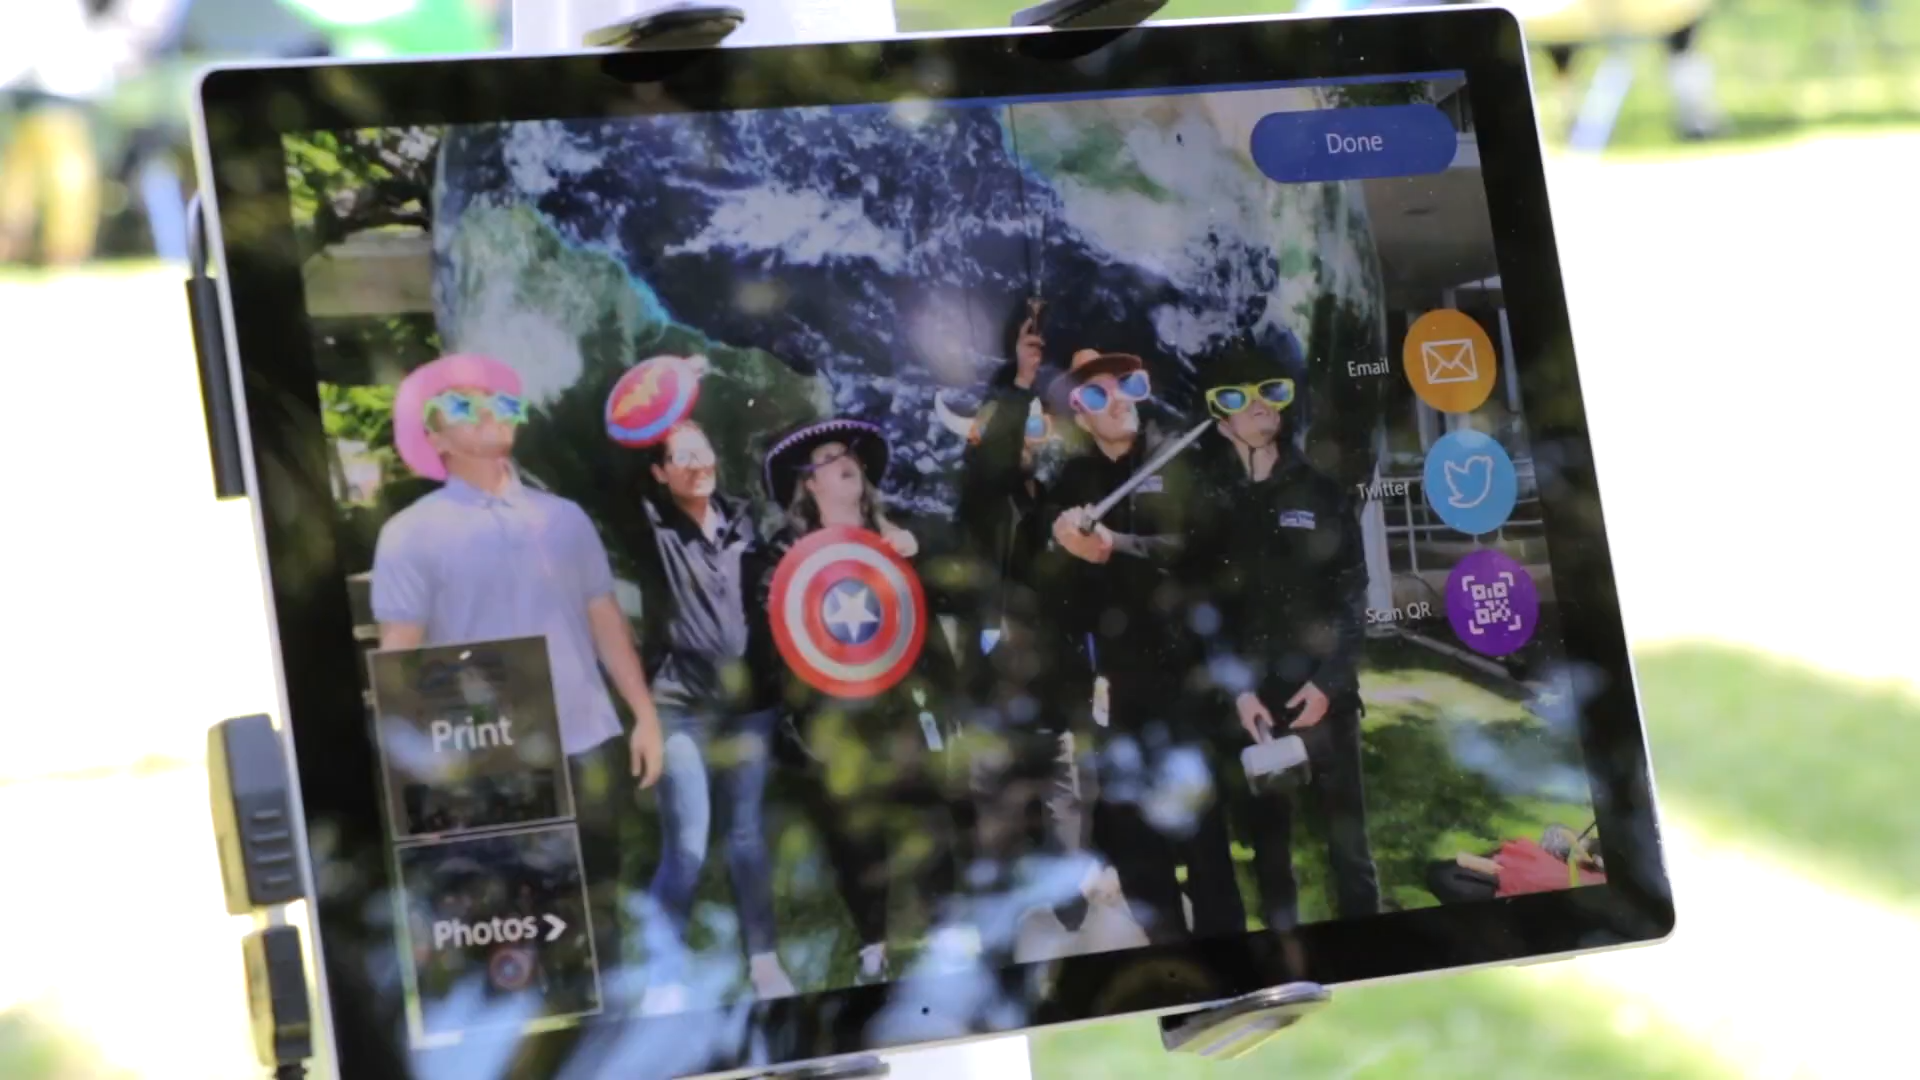 Done
Email
Twitter
Scan QR
Print
Photos >